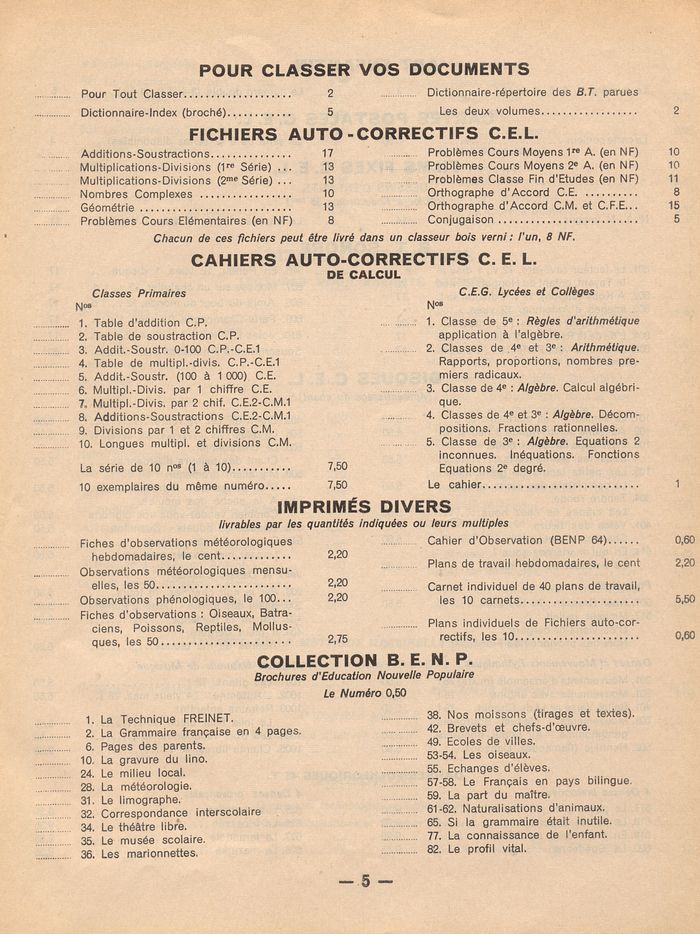 POUR CLASSER VOS DOCUMENTS
Pour Tout Classer................... 2
Dictionnaire-Index (broché)............ 5
Dictionnaire-répertoire des B.T. parues
Les deux volumes................. 2
FICHIERS AUTO-CORRECTIFS C.E.L.
Additions-Soustractions.............. 17
Multiplications-Divisions (1re Série) ... 13
Multiplications-Divisions (2me Série) ... 13
Nombres Complexes .................. 10
Géométrie ........................... 13
Problèmes Cours Elémentaires (en NF) 8
Problèmes Cours Moyens 1re A. (en NF) 10
Problèmes Cours Moyens 2e A. (en NF) 10
Problèmes Classe Fin d'Etudes (en NF) 11
Orthographe d'Accord C.E. ......... 8
Orthographe d'Accord C.M. et C.F.E... 15
Conjugaison ........................ 5
Chacun de ces fichiers peut être livré dans un classeur bois verni : l'un, 8 NF.
CAHIERS AUTO-CORRECTIFS C. E. L.
DE CALCUL
Classes Primaires
Nos
1. Table d'addition C.P.
2. Table de soustraction C.P.
3. Addit.-Soustr. 0-100 C.P.-C.E.1
4. Table de multipl.-divis. C.P.-C.E.1
5. Addit.-Soustr. (100 à 1 000) C.E.
6. Multipl.-Divis. par 1 chiffre C.E.
7. Multipl.-Divis. par 2 chif. C.E.2-C.M.1
8. Additions-Soustractions C.E.2-C.M.1
9. Divisions par 1 et 2 chiffres C.M.
10. Longues multipl. et divisions C.M.
La série de 10 nos (1 à 10)........... 7,50
10 exemplaires du même numéro..... 7,50
C.E.G. Lycées et Collèges
Nos
1. Classe de 5e : Règles d'arithmétique
application à l'algèbre.
2. Classes de 4e et 3e : Arithmétique.
Rapports, proportions, nombres pre-
miers radicaux.
3. Classe de 4e : Algèbre. Calcul algébri-
que.
4. Classes de 4e et 3e : Algèbre. Décom-
positions. Fractions rationnelles.
5. Classe de 3e : Algèbre. Equations 2
inconnues. Inéquations. Fonctions
Equations 2e degré.
Le cahier........................... 1
IMPRIMÉS DIVERS
livrables par les quantités indiquées ou leurs multiples
Fiches d'observations météorologiques
hebdomadaires, le cent............ 2,20
Observations météorologiques mensu-
elles, les 50....................... 2,20
Observations phénologiques, le 100... 2,20
Fiches d'observations : Oiseaux, Batra-
ciens, Poissons, Reptiles, Mollus-
ques, les 50....................... 2,75
Cahier d'Observation (BENP 64)...... 0,60
Plans de travail hebdomadaires, le cent 2,20
Carnet individuel de 40 plans de travail,
les 10 carnets..................... 5,50
Plans individuels de Fichiers auto-cor-
rectifs, les 10..................... 0,60
COLLECTION B. E. N. P.
Brochures d'Education Nouvelle Populaire
Le Numéro 0,50
1. La Technique FREINET.
2. La Grammaire française en 4 pages.
6. Pages des parents.
10. La gravure du lino.
24. Le milieu local.
28. La météorologie.
31. Le limographe.
32. Correspondance interscolaire
34. Le théâtre libre.
35. Le musée scolaire.
36. Les marionnettes.
38. Nos moissons (tirages et textes).
42. Brevets et chefs-d'œuvre.
49. Ecoles de villes.
53-54. Les oiseaux.
55. Echanges d'élèves.
57-58. Le Français en pays bilingue.
59. La part du maître.
61-62. Naturalisations d'animaux.
65. Si la grammaire était inutile.
77. La connaissance de l'enfant.
82. Le profil vital.
— 5 —